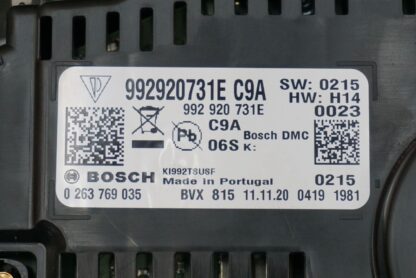 992920731E C9A SW: 0215
HW: H14
992 920 731E 0023
C9A Bosch DMC
Pb
06S K:
BOSCH KI992TSUSF
Made in Portugal 0215
0 263 769 035 BVX 815 11.11.20 0419 1981